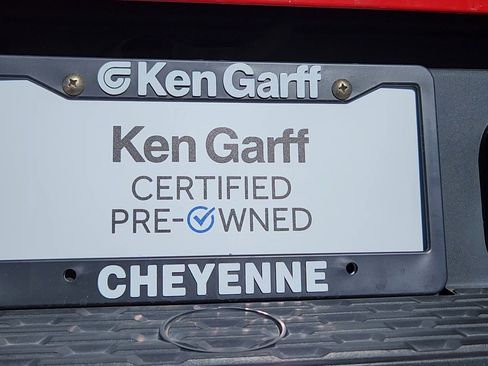 Ken Garff
Ken Garff
CERTIFIED
PRE-OWNED
CHEYENNE